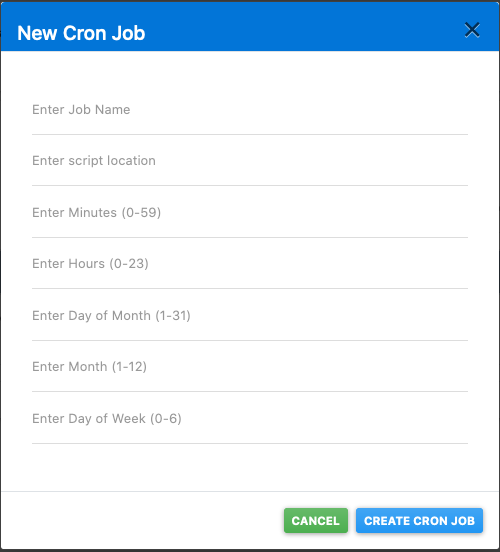 New Cron Job
Enter Job Name
Enter script location
Enter Minutes (0-59)
Enter Hours (0-23)
Enter Day of Month (1-31)
Enter Month (1-12)
Enter Day of Week (0-6)
CANCEL
CREATE CRON JOB